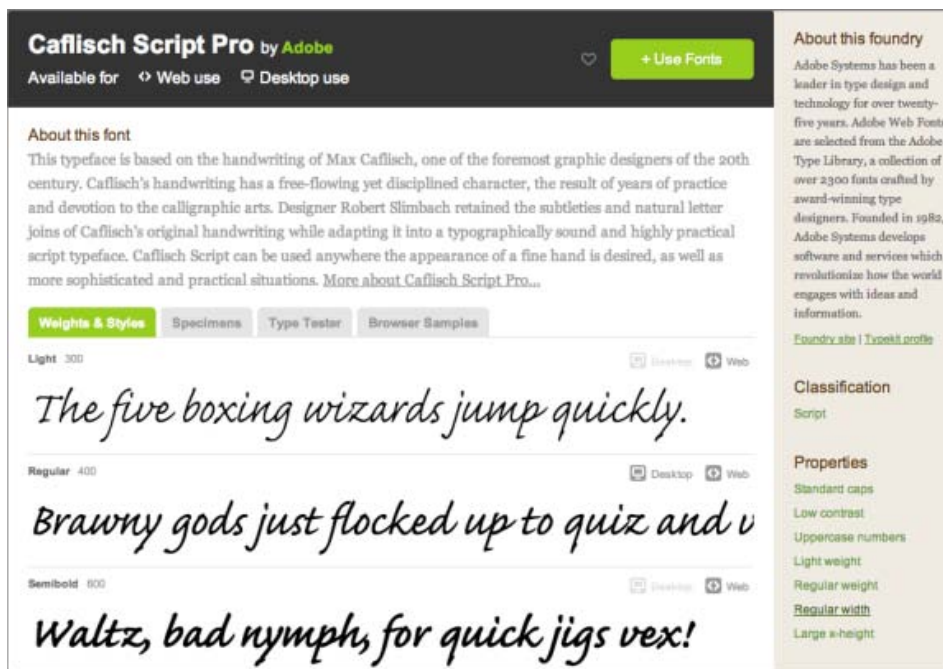 Caflisch Script Pro by Adobe
Available for Web use Desktop use
+ Use Fonts
About this font
This typeface is based on the handwriting of Max Caflisch, one of the foremost graphic designers of the 20th
century. Caflisch's handwriting has a free-flowing yet disciplined character, the result of years of practice
and devotion to the calligraphic arts. Designer Robert Slimbach retained the subtleties and natural letter
joins of Caflisch's original handwriting while adapting it into a typographically sound and highly practical
script typeface. Caflisch Script can be used anywhere the appearance of a fine hand is desired, as well as
more sophisticated and practical situations. More about Caflisch Script Pro...
Weights & Styles Specimens Type Tester Browser Samples
Light 300 Desktop Web
The five boxing wizards jump quickly.
Regular 400 Desktop Web
Brawny gods just flocked up to quiz and v
Semibold 600 Desktop Web
Waltz, bad nymph, for quick jigs vex!
About this foundry
Adobe Systems has been a
leader in type design and
technology for over twenty-
five years. Adobe Web Fonts
are selected from the Adobe
Type Library, a collection of
over 2300 fonts crafted by
award-winning type
designers. Founded in 1982,
Adobe Systems develops
software and services which
revolutionize how the world
engages with ideas and
information.
Foundry site | Typekit profile
Classification
Script
Properties
Standard caps
Low contrast
Uppercase numbers
Light weight
Regular weight
Regular width
Large x-height